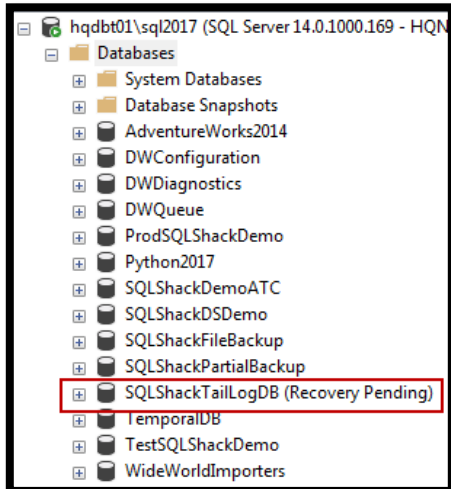 hqdbt01\sql2017 (SQL Server 14.0.1000.169 - HQN
Databases
System Databases
Database Snapshots
AdventureWorks2014
DWConfiguration
DWDiagnostics
DWQueue
ProdSQLShackDemo
Python2017
SQLShackDemoATC
SQLShackDSDemo
SQLShackFileBackup
SQLShackPartialBackup
SQLShackTailLogDB (Recovery Pending)
TemporalDB
TestSQLShackDemo
WideWorldImporters